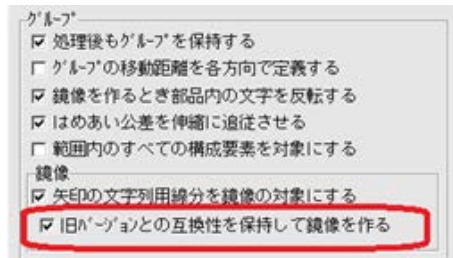 ｸﾞﾙｰﾌﾟ
処理後もｸﾞﾙｰﾌﾟを保持する
ｸﾞﾙｰﾌﾟの移動距離を各方向で定義する
鏡像を作るとき部品内の文字を反転する
はめあい公差を伸縮に追従させる
範囲内のすべての構成要素を対象にする
鏡像
矢印の文字列用線分を鏡像の対象にする
旧ﾊﾞｰｼﾞｮﾝとの互換性を保持して鏡像を作る